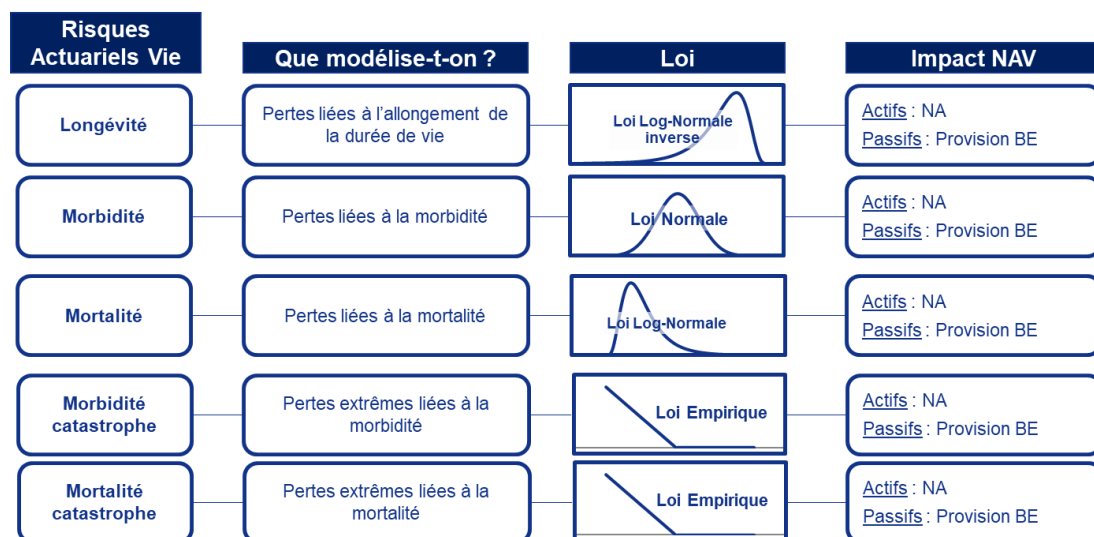 Risques
Actuariels Vie
Que modélise-t-on ?
Loi
Impact NAV
Longévité
Pertes liées à l'allongement de
la durée de vie
Loi Log-Normale
inverse
Actifs : NA
Passifs : Provision BE
Morbidité
Pertes liées à la morbidité
Loi Normale
Actifs : NA
Passifs : Provision BE
Mortalité
Pertes liées à la mortalité
Loi Log-Normale
Actifs : NA
Passifs : Provision BE
Morbidité
catastrophe
Pertes extrêmes liées à la
morbidité
Loi Empirique
Actifs : NA
Passifs : Provision BE
Mortalité
catastrophe
Pertes extrêmes liées à la
mortalité
Loi Empirique
Actifs : NA
Passifs : Provision BE